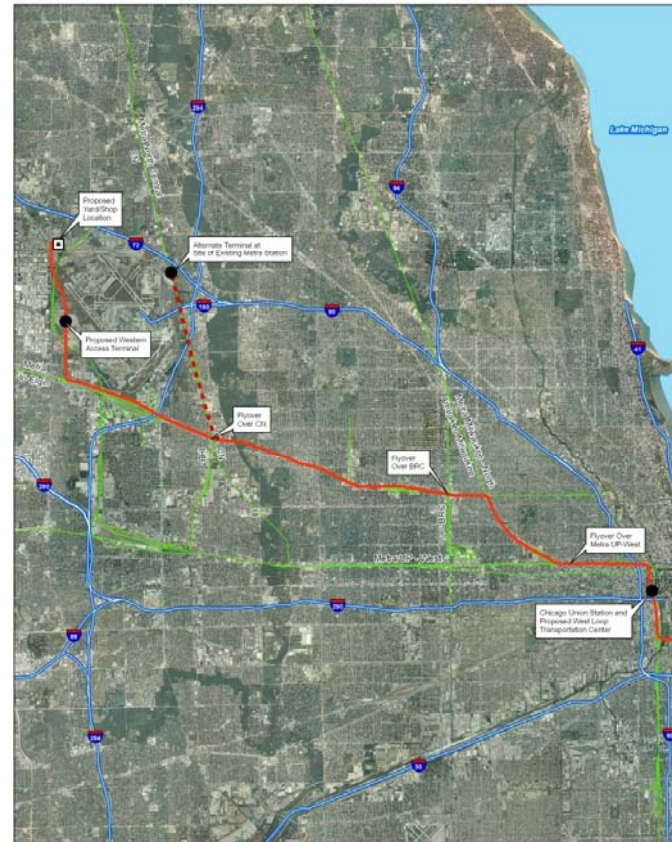 Lake Michigan
294
94
Proposed
Yard/Shop
Location
Alternate Terminal at
Site of Existing Metra Station
72
190
90
41
Proposed Western
Access Terminal
Flyover
Over CN
Flyover
Over BRC
290
Metra UP - West
Flyover Over
Metra UP-West
290
Chicago Union Station and
Proposed West Loop
Transportation Center
294